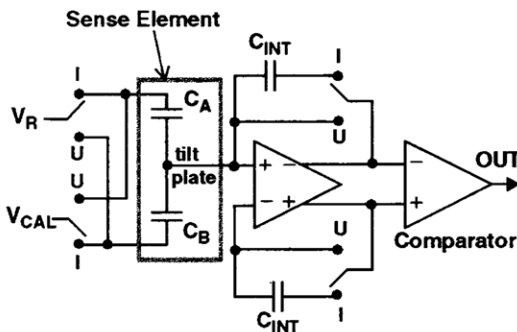 Sense Element
C_INT
I
I
V_R
C_A
U
U
tilt
plate
+
−
−
OUT
U
−
+
+
V_CAL
C_B
U
Comparator
I
I
C_INT